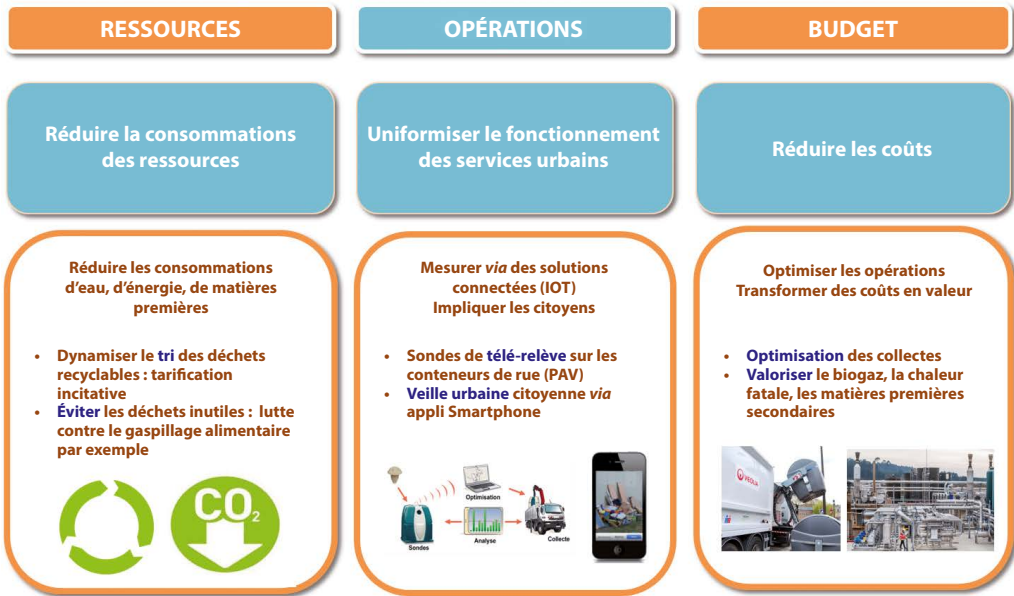 RESSOURCES
Réduire la consommations
des ressources
Réduire les consommations
d'eau, d'énergie, de matières
premières
• Dynamiser le tri des déchets
recyclables : tarification
incitative
• Éviter les déchets inutiles : lutte
contre le gaspillage alimentaire
par exemple
CO2
OPÉRATIONS
Uniformiser le fonctionnement
des services urbains
Mesurer via des solutions
connectées (IOT)
Impliquer les citoyens
• Sondes de télé-relève sur les
conteneurs de rue (PAV)
• Veille urbaine citoyenne via
appli Smartphone
Optimisation
Sondes
Analyse
Collecte
BUDGET
Réduire les coûts
Optimiser les opérations
Transformer des coûts en valeur
• Optimisation des collectes
• Valoriser le biogaz, la chaleur
fatale, les matières premières
secondaires
VEOLIA